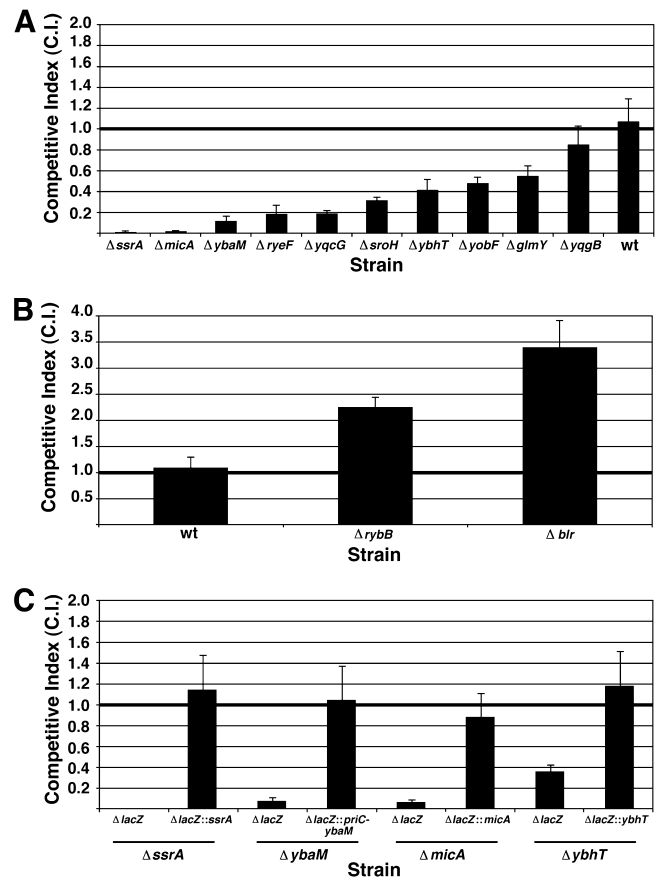 A
Competitive Index (C.I.)
2.0
1.8
1.6
1.4
1.2
1.0
0.8
0.6
0.4
0.2
ΔssrA ΔmicA ΔybaM ΔryeF ΔyqcG ΔsroH ΔybhT ΔyobF ΔglmY ΔyqgB wt
Strain
B
Competitive Index (C.I.)
4.0
3.5
3.0
2.5
2.0
1.5
1.0
0.5
wt ΔrybB Δ blr
Strain
C
Competitive Index (C.I.)
2.0
1.8
1.6
1.4
1.2
1.0
0.8
0.6
0.4
0.2
ΔlacZ ΔlacZ::ssrA ΔlacZ ΔlacZ::priC- ΔlacZ ΔlacZ::micA ΔlacZ ΔlacZ::ybhT
ybaM
ΔssrA ΔybaM ΔmicA ΔybhT
Strain